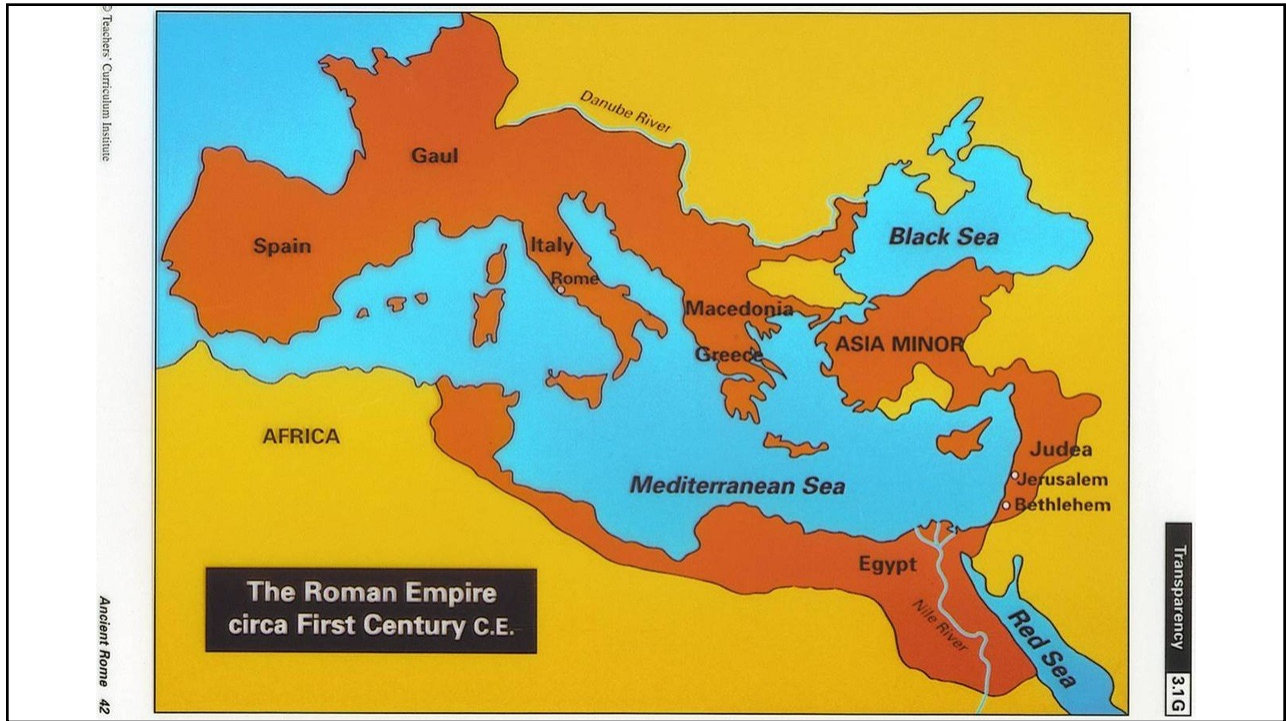 © Teachers' Curriculum Institute
Danube River
Gaul
Spain
Italy
Rome
Black Sea
Macedonia
Greece
ASIA MINOR
AFRICA
Mediterranean Sea
Judea
Jerusalem
Bethlehem
Egypt
Nile River
Red Sea
The Roman Empire
circa First Century C.E.
Ancient Rome 42
Transparency 3.1G